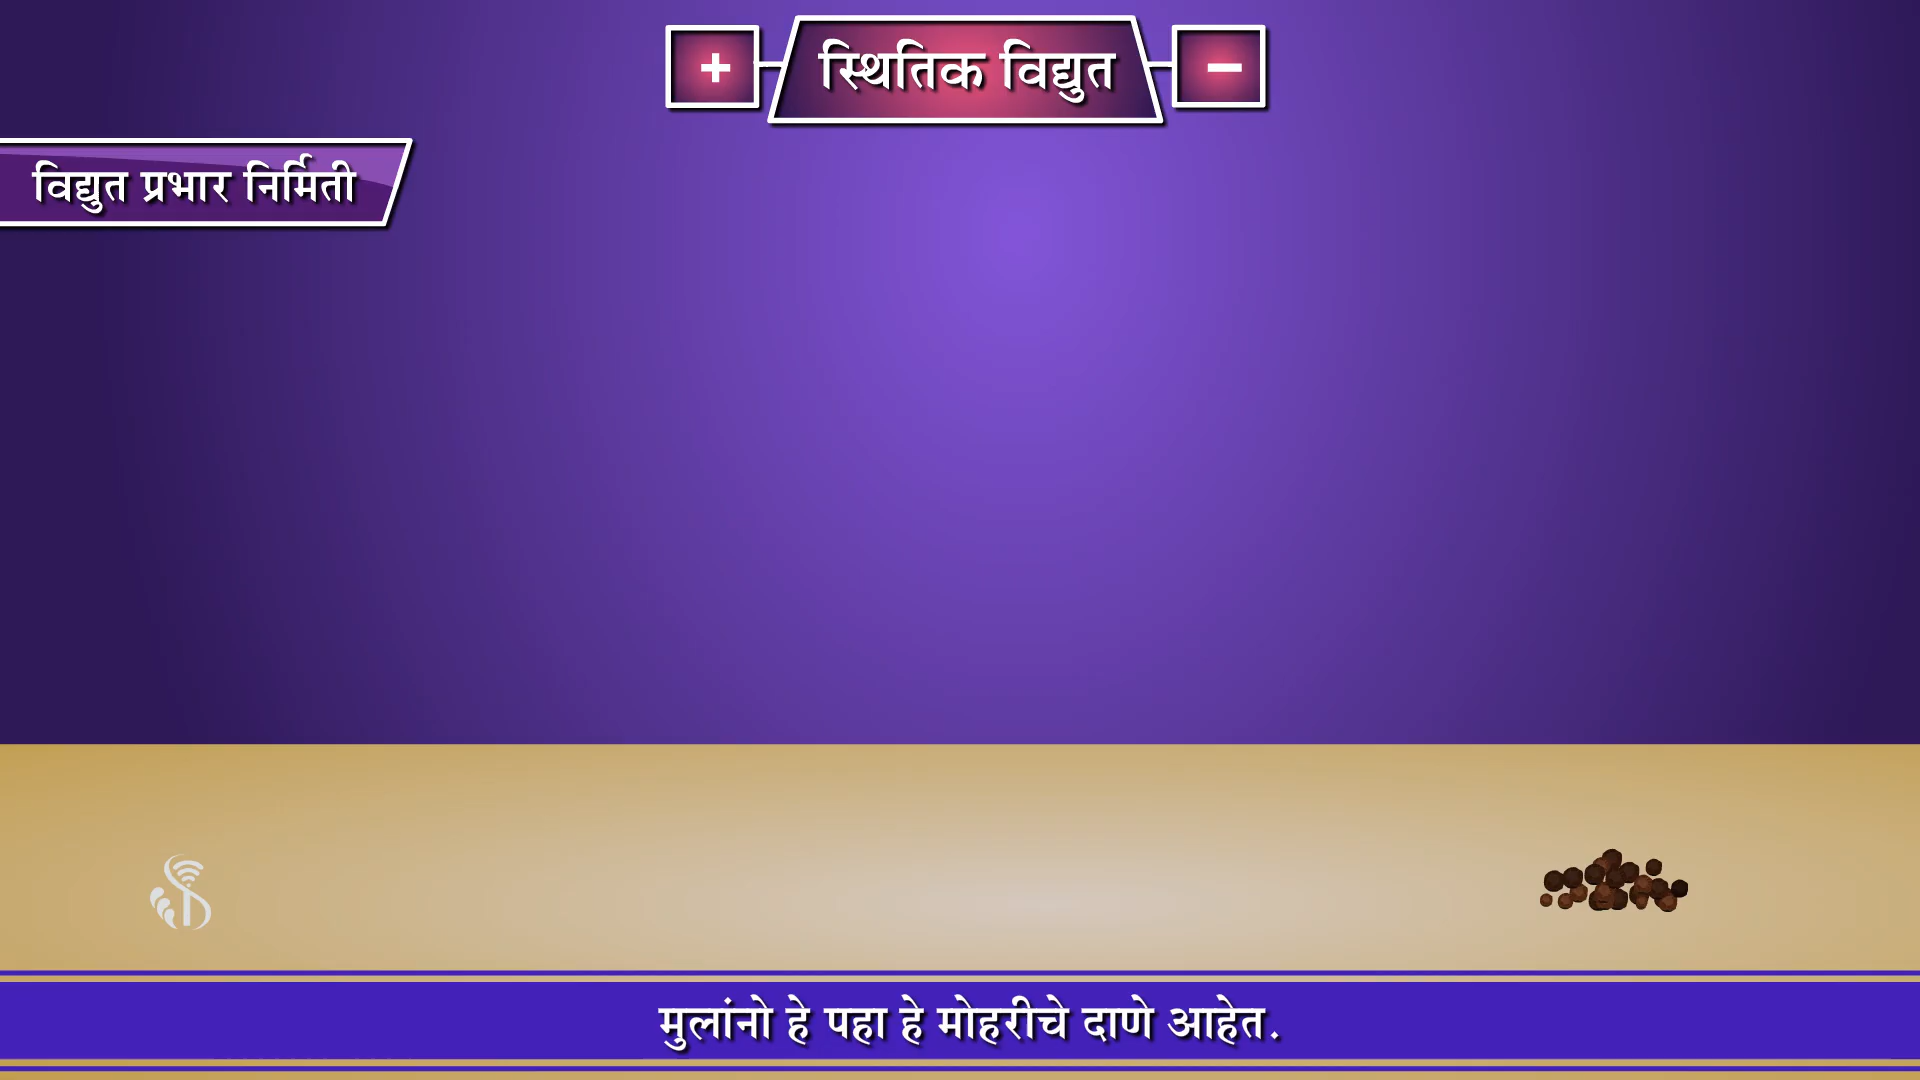 + स्थितिक विद्युत −
विद्युत प्रभार निर्मिती
मुलांनो हे पहा हे मोहरीचे दाणे आहेत.